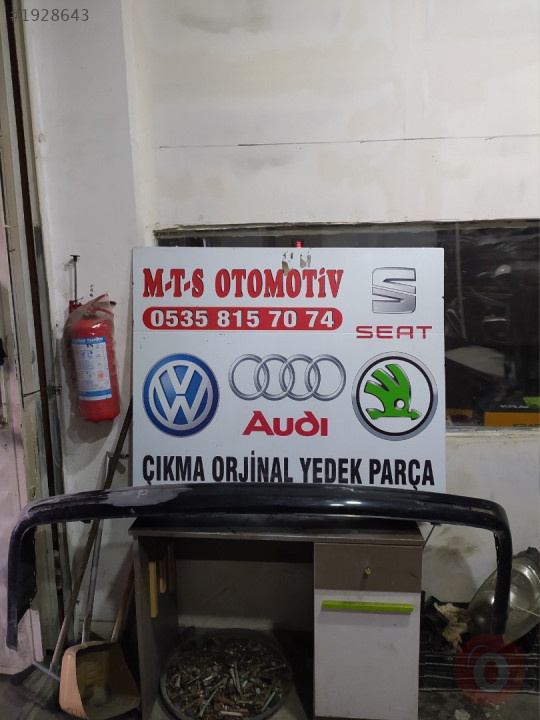 #1928643
M-T-S OTOMOTİV
0535 815 70 74
SEAT
Audi
ÇIKMA ORJİNAL YEDEK PARÇA